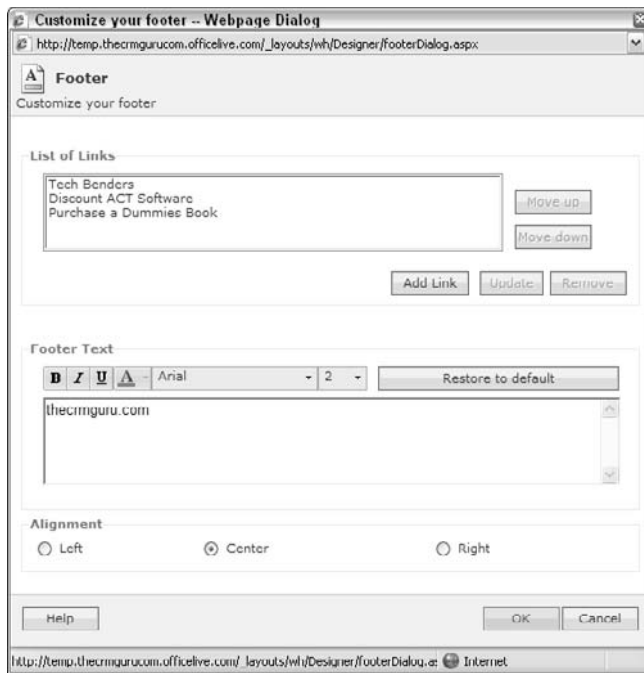 Customize your footer -- Webpage Dialog
http://temp.thecrmgurucom.officelive.com/_layouts/wh/Designer/footerDialog.aspx
Footer
Customize your footer
List of Links
Tech Benders
Discount ACT Software
Purchase a Dummies Book
Move up
Move down
Add Link Update Remove
Footer Text
B I U A Arial 2 Restore to default
thecrmguru.com
Alignment
Left Center Right
Help OK Cancel
http://temp.thecrmgurucom.officelive.com/_layouts/wh/Designer/footerDialog.as Internet